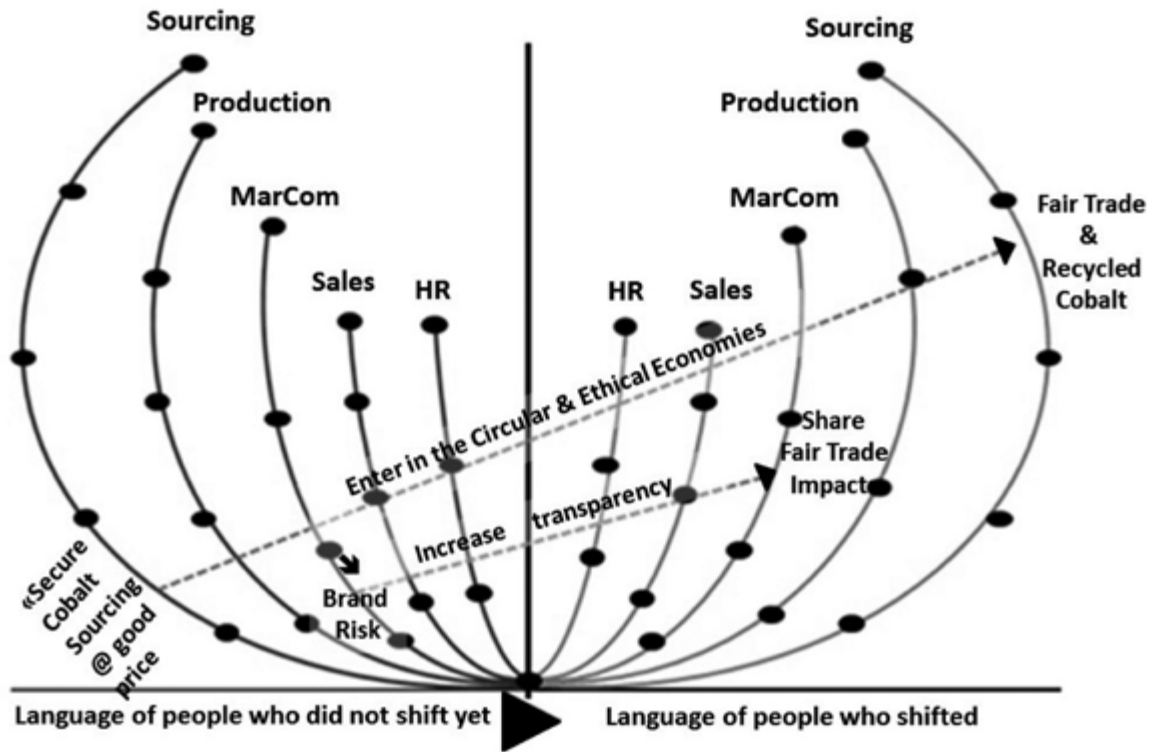 Sourcing
Production
MarCom
Sales
HR
«Secure
Cobalt
Sourcing
@ good
price
Brand
Risk
Enter in the Circular & Ethical Economies
Increase transparency
Sourcing
Production
MarCom
HR
Sales
Fair Trade
&
Recycled
Cobalt
Share
Fair Trade
Impact
Language of people who did not shift yet
Language of people who shifted